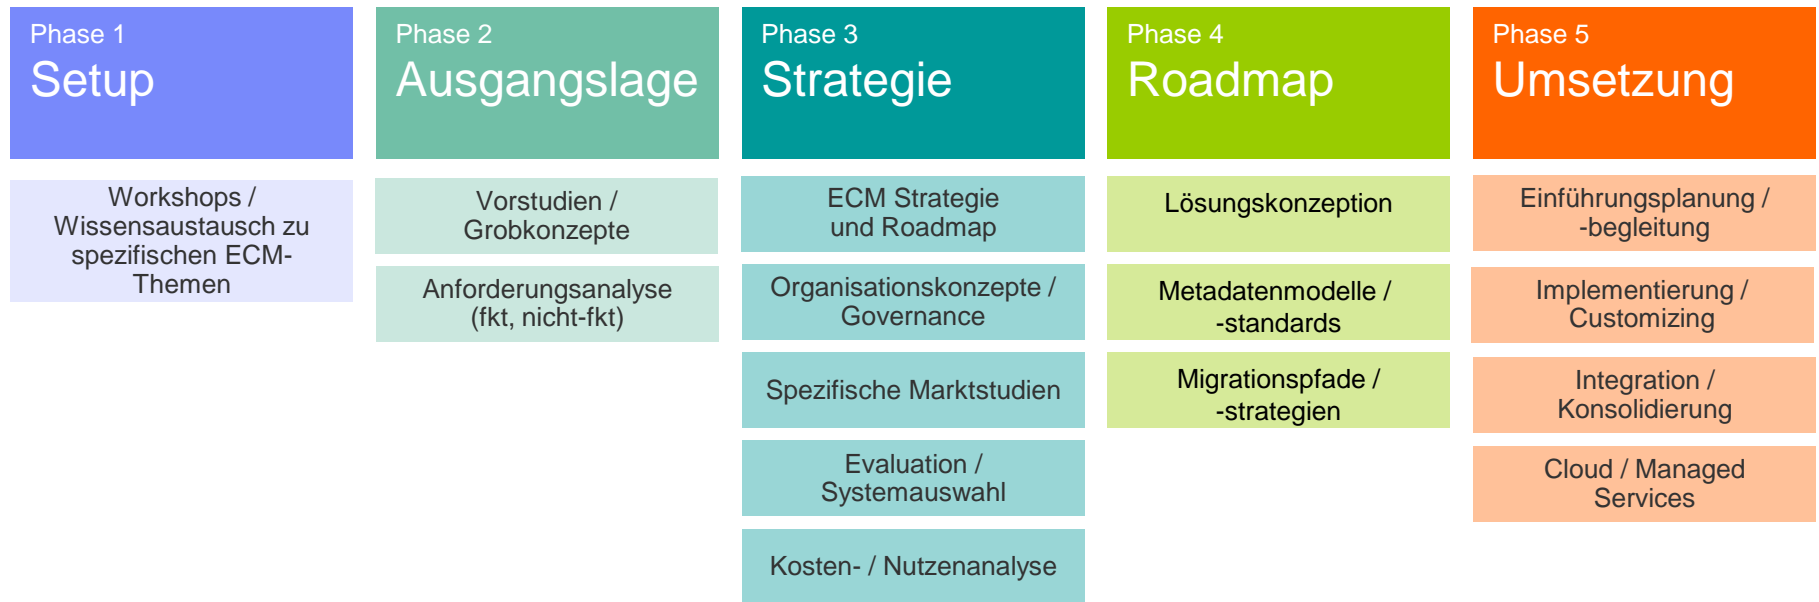 Phase 1
Setup
Workshops /
Wissensaustausch zu
spezifischen ECM-
Themen
Phase 2
Ausgangslage
Vorstudien /
Grobkonzepte
Anforderungsanalyse
(fkt, nicht-fkt)
Phase 3
Strategie
ECM Strategie
und Roadmap
Organisationskonzepte /
Governance
Spezifische Marktstudien
Evaluation /
Systemauswahl
Kosten- / Nutzenanalyse
Phase 4
Roadmap
Lösungskonzeption
Metadatenmodelle /
-standards
Migrationspfade /
-strategien
Phase 5
Umsetzung
Einführungsplanung /
-begleitung
Implementierung /
Customizing
Integration /
Konsolidierung
Cloud / Managed
Services